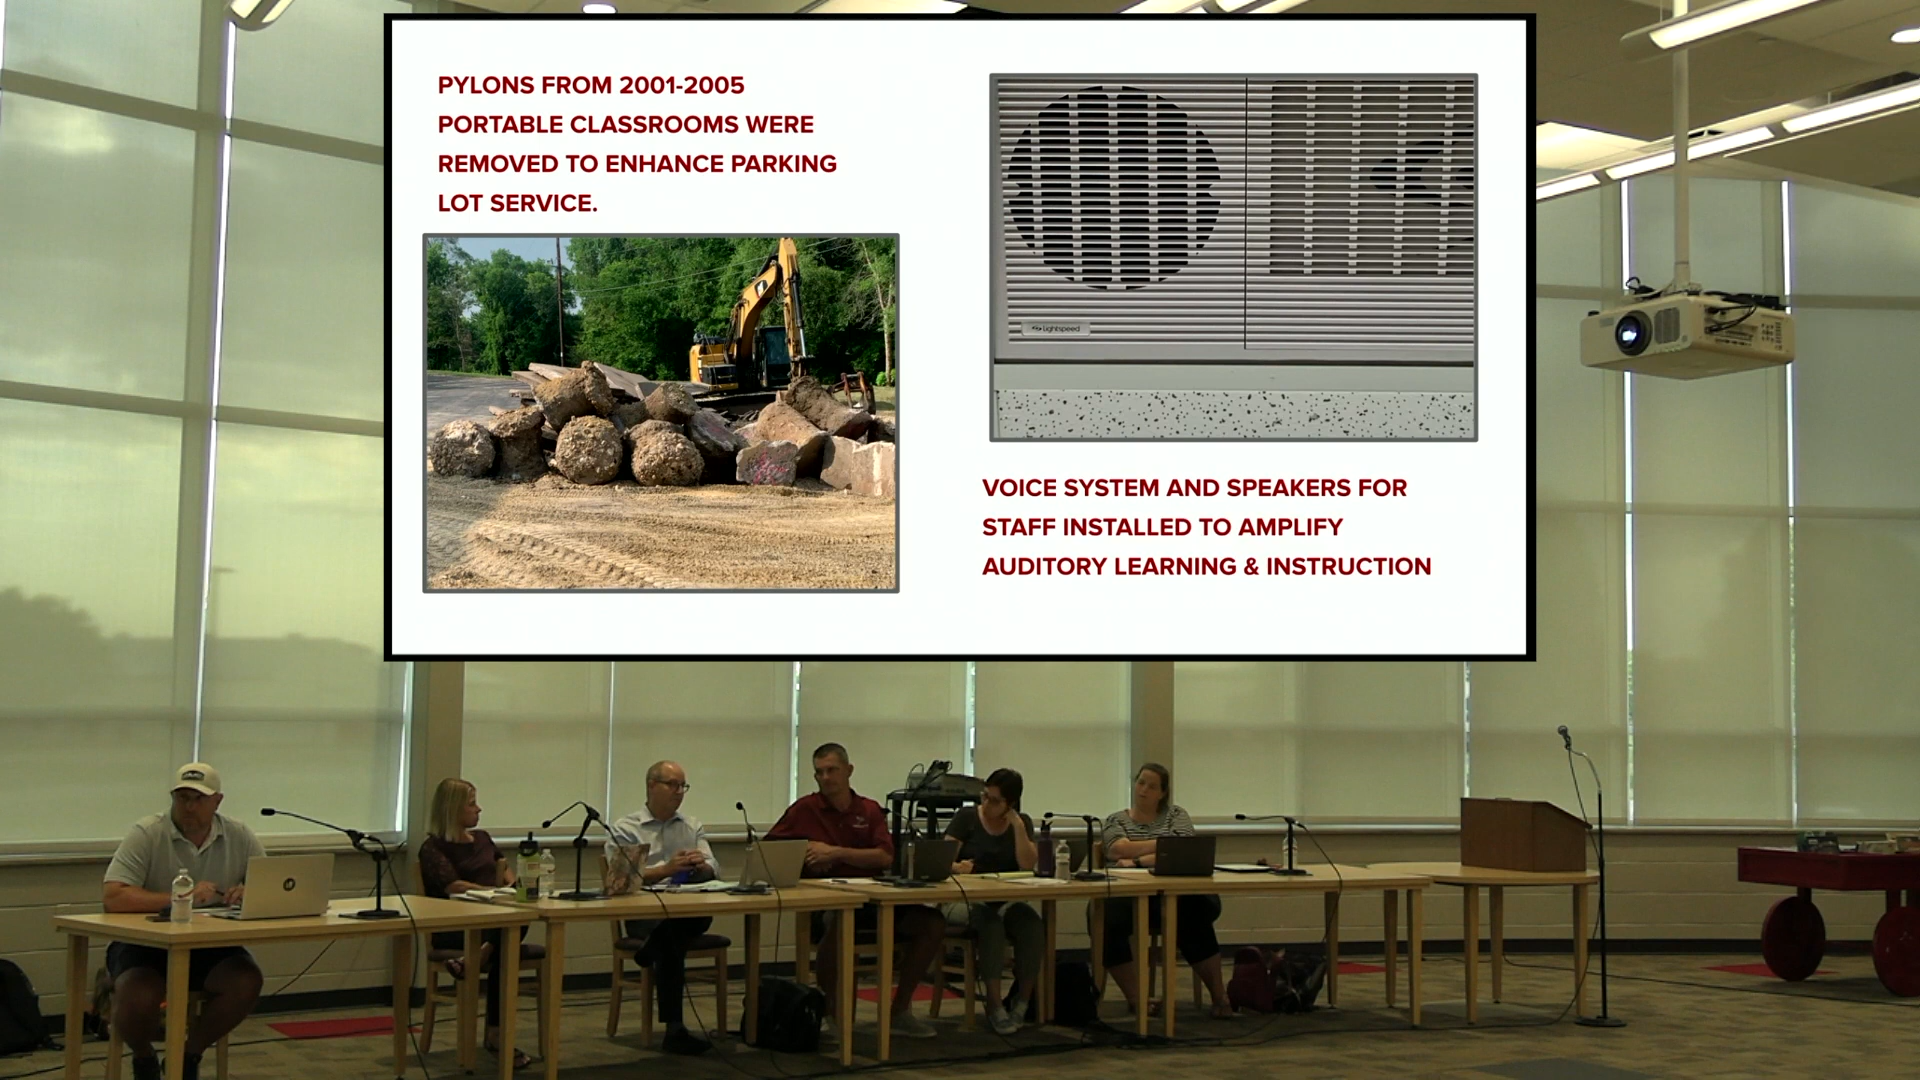 PYLONS FROM 2001-2005
PORTABLE CLASSROOMS WERE
REMOVED TO ENHANCE PARKING
LOT SERVICE.
Lightspeed
VOICE SYSTEM AND SPEAKERS FOR
STAFF INSTALLED TO AMPLIFY
AUDITORY LEARNING & INSTRUCTION